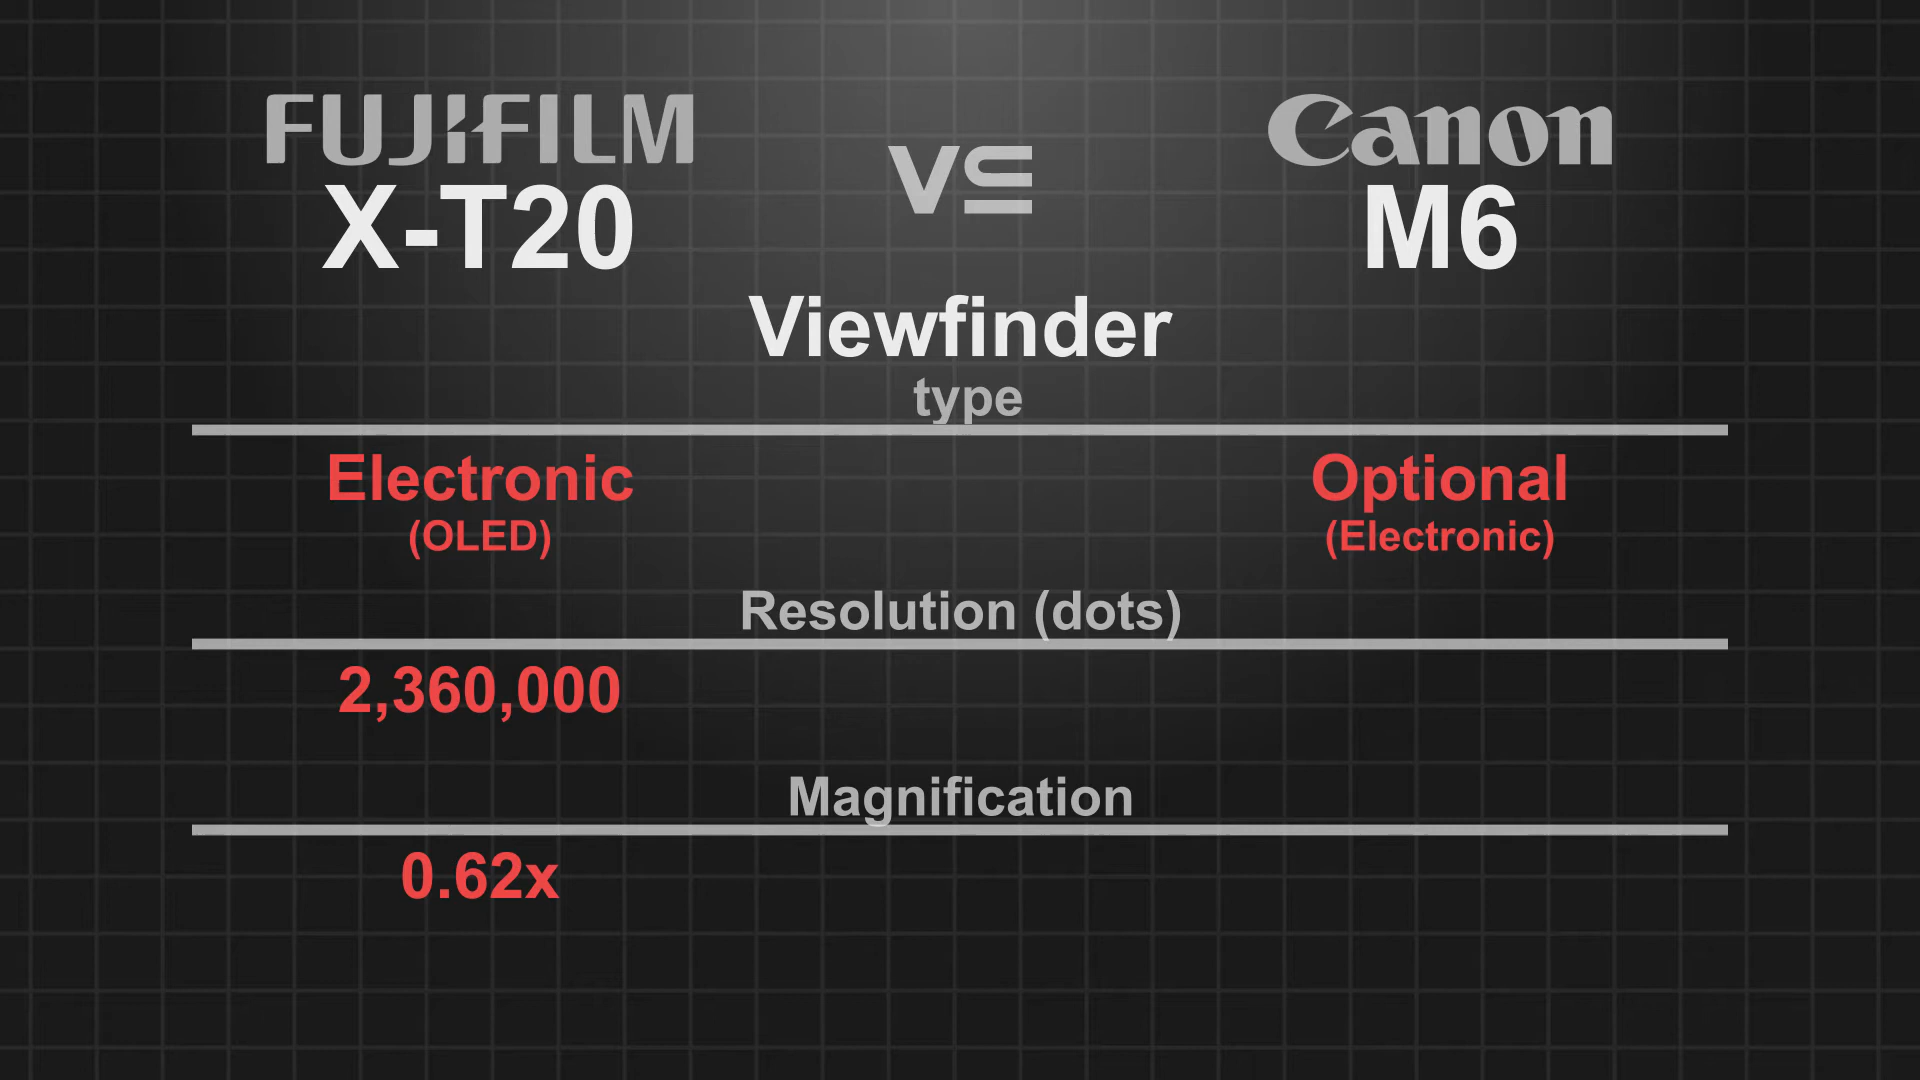 FUJIFILM
X-T20
VS
Canon
M6
Viewfinder
type
Electronic
(OLED)
Optional
(Electronic)
Resolution (dots)
2,360,000
Magnification
0.62x